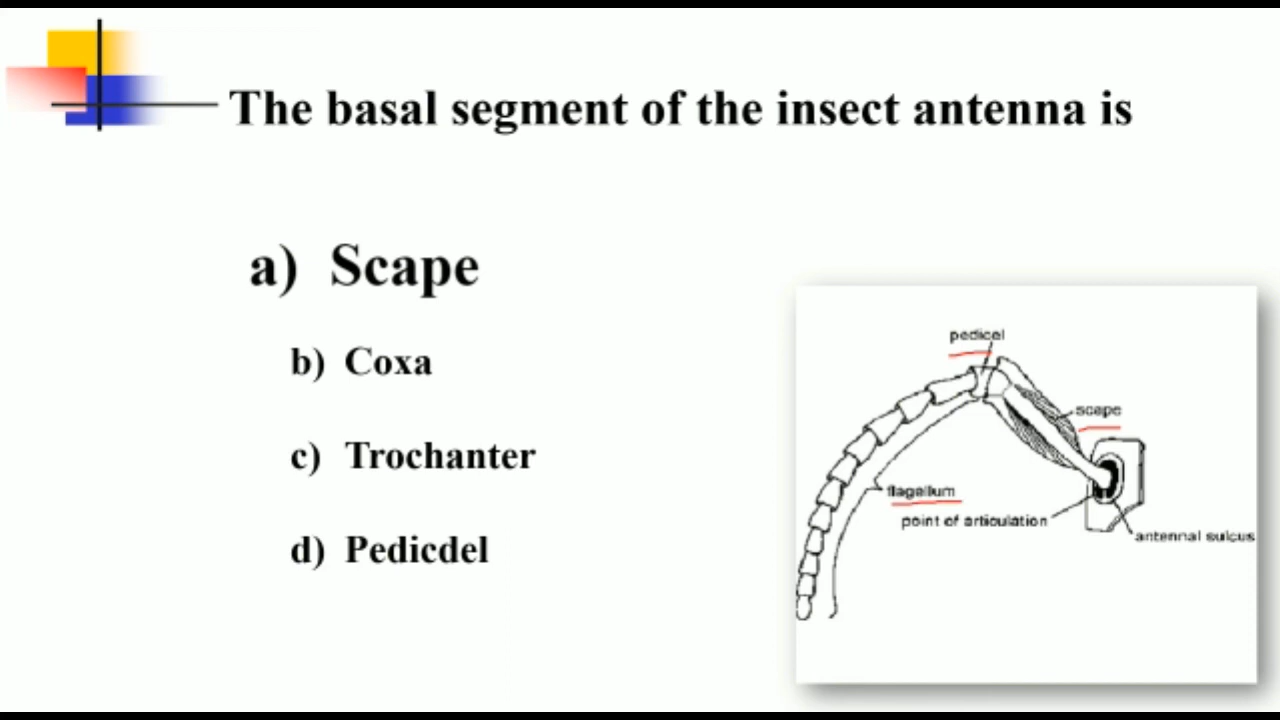 The basal segment of the insect antenna is
a) Scape
b) Coxa
c) Trochanter
d) Pedicdel
pedicel
scape
flagellum
point of articulation
antennal sulcus